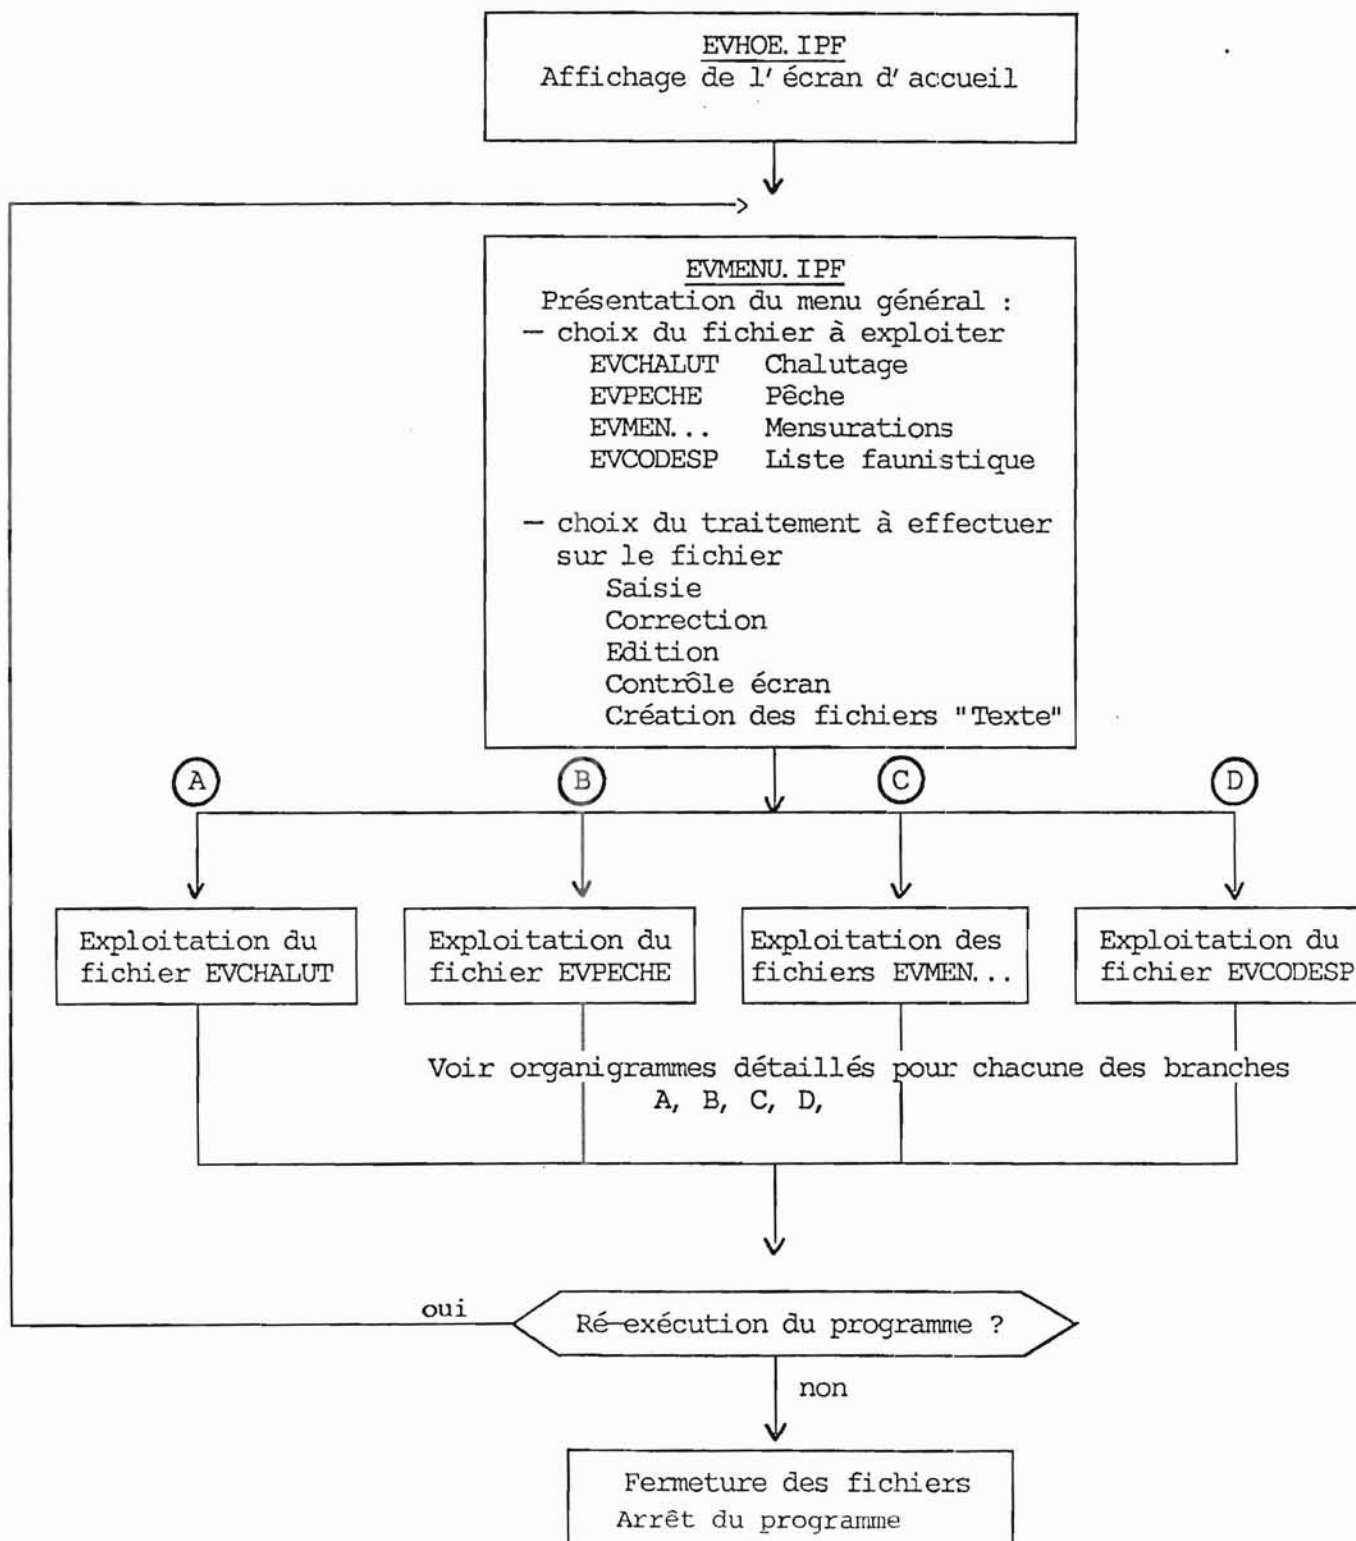 EVHOE.IPF
Affichage de l'écran d'accueil
EVMENU.IPF
Présentation du menu général :
— choix du fichier à exploiter
EVCHALUT Chalutage
EVPECHE Pêche
EVMEN... Mensurations
EVCODESP Liste faunistique
— choix du traitement à effectuer
sur le fichier
Saisie
Correction
Edition
Contrôle écran
Création des fichiers "Texte"
A B C D
Exploitation du
fichier EVCHALUT
Exploitation du
fichier EVPECHE
Exploitation des
fichiers EVMEN...
Exploitation du
fichier EVCODESP
Voir organigrammes détaillés pour chacune des branches
A, B, C, D,
oui
Ré-exécution du programme ?
non
Fermeture des fichiers
Arrêt du programme